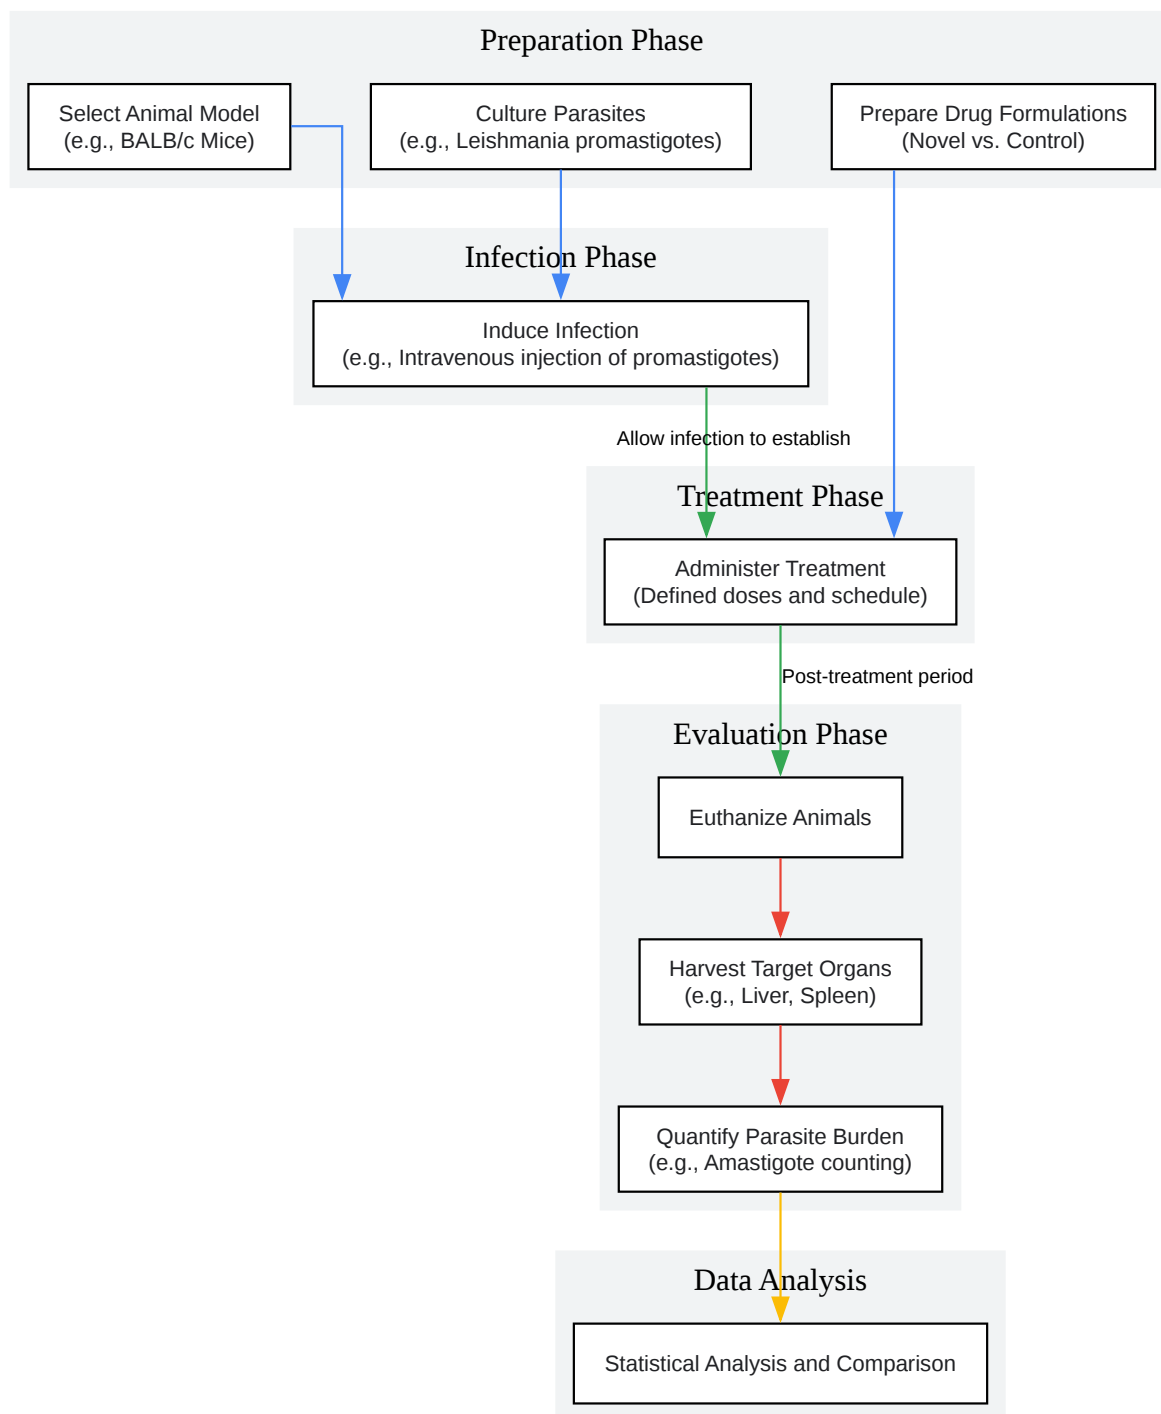 Preparation Phase
Select Animal Model
(e.g., BALB/c Mice)
Culture Parasites
(e.g., Leishmania promastigotes)
Prepare Drug Formulations
(Novel vs. Control)
Infection Phase
Induce Infection
(e.g., Intravenous injection of promastigotes)
Allow infection to establish
Treatment Phase
Administer Treatment
(Defined doses and schedule)
Post-treatment period
Evaluation Phase
Euthanize Animals
Harvest Target Organs
(e.g., Liver, Spleen)
Quantify Parasite Burden
(e.g., Amastigote counting)
Data Analysis
Statistical Analysis and Comparison